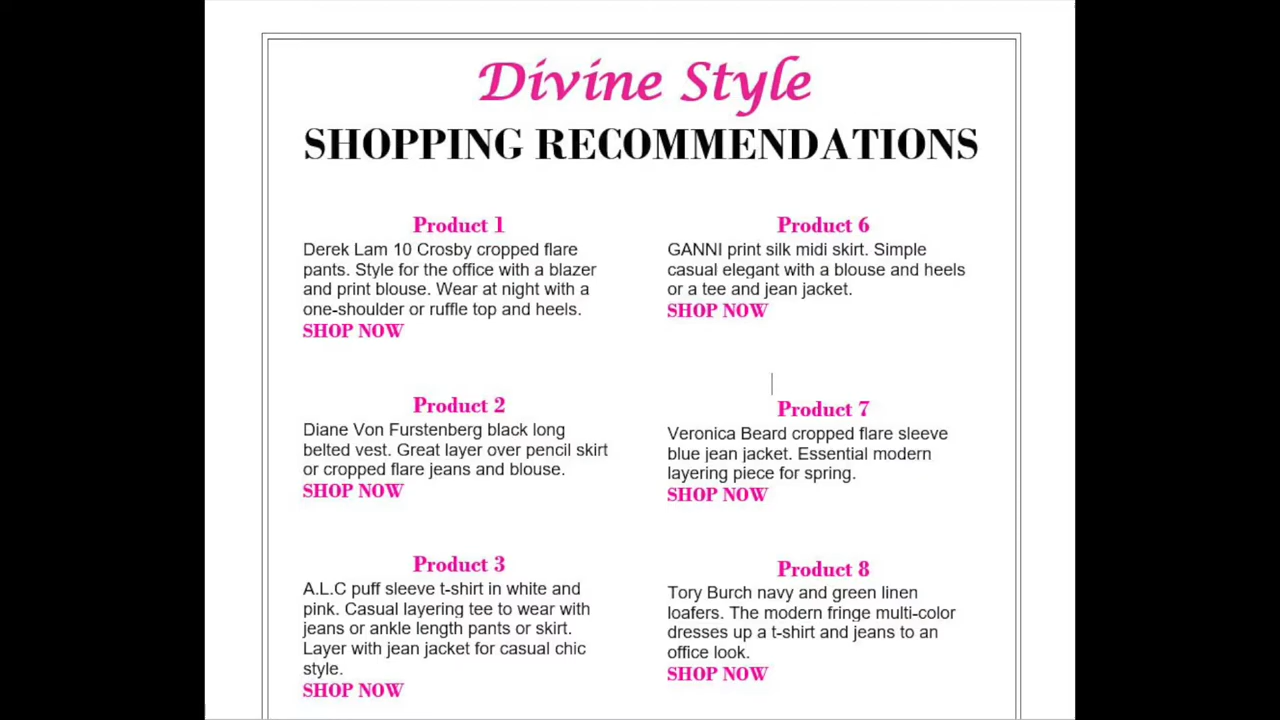 Divine Style
SHOPPING RECOMMENDATIONS
Product 1
Derek Lam 10 Crosby cropped flare
pants. Style for the office with a blazer
and print blouse. Wear at night with a
one-shoulder or ruffle top and heels.
SHOP NOW
Product 2
Diane Von Furstenberg black long
belted vest. Great layer over pencil skirt
or cropped flare jeans and blouse.
SHOP NOW
Product 3
A.L.C puff sleeve t-shirt in white and
pink. Casual layering tee to wear with
jeans or ankle length pants or skirt.
Layer with jean jacket for casual chic
style.
SHOP NOW
Product 6
GANNI print silk midi skirt. Simple
casual elegant with a blouse and heels
or a tee and jean jacket.
SHOP NOW
Product 7
Veronica Beard cropped flare sleeve
blue jean jacket. Essential modern
layering piece for spring.
SHOP NOW
Product 8
Tory Burch navy and green linen
loafers. The modern fringe multi-color
dresses up a t-shirt and jeans to an
office look.
SHOP NOW